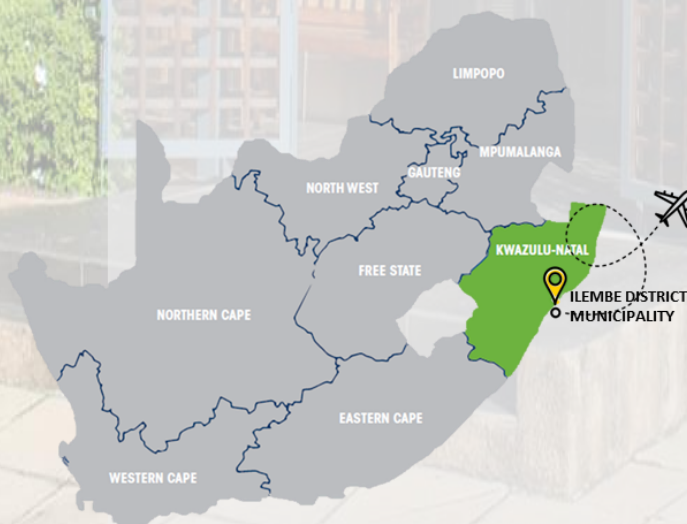 LIMPOPO
MPUMALANGA
GAUTENG
NORTH WEST
KWAZULU-NATAL
FREE STATE
ILEMBE DISTRICT
MUNICIPALITY
NORTHERN CAPE
EASTERN CAPE
WESTERN CAPE